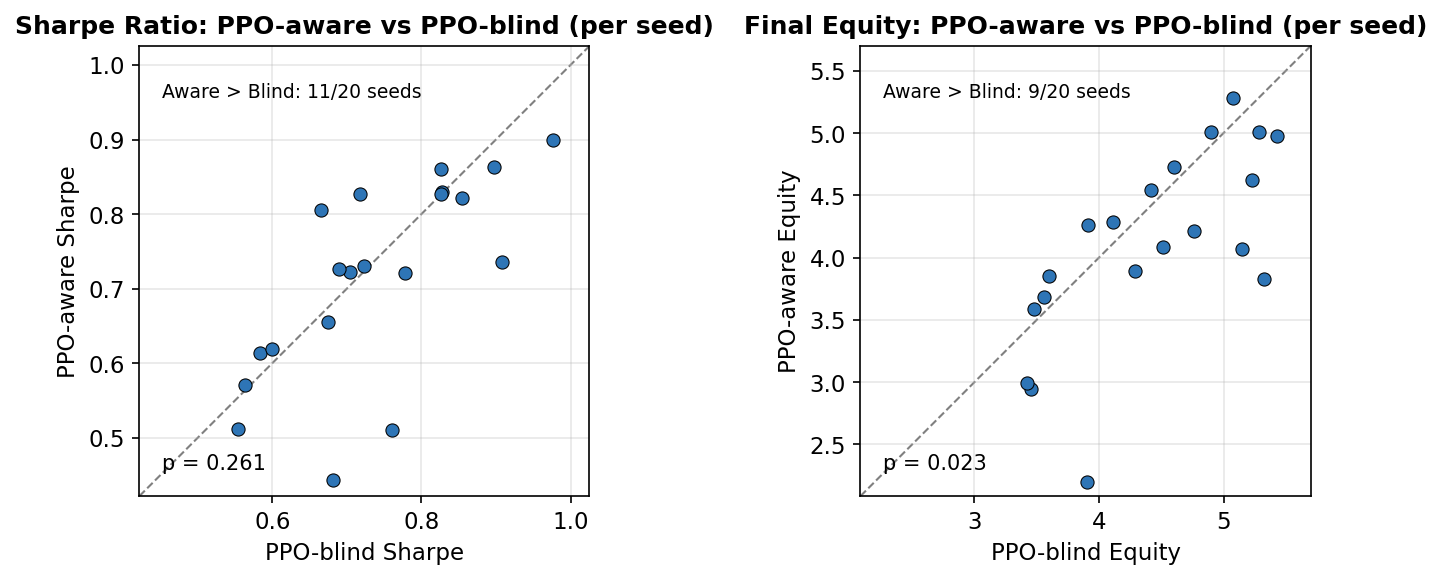 Sharpe Ratio: PPO-aware vs PPO-blind (per seed)
1.0
0.9
0.8
0.7
0.6
0.5
PPO-aware Sharpe
Aware > Blind: 11/20 seeds
p = 0.261
0.6 0.8 1.0
PPO-blind Sharpe
Final Equity: PPO-aware vs PPO-blind (per seed)
5.5
5.0
4.5
4.0
3.5
3.0
2.5
PPO-aware Equity
Aware > Blind: 9/20 seeds
p = 0.023
3 4 5
PPO-blind Equity